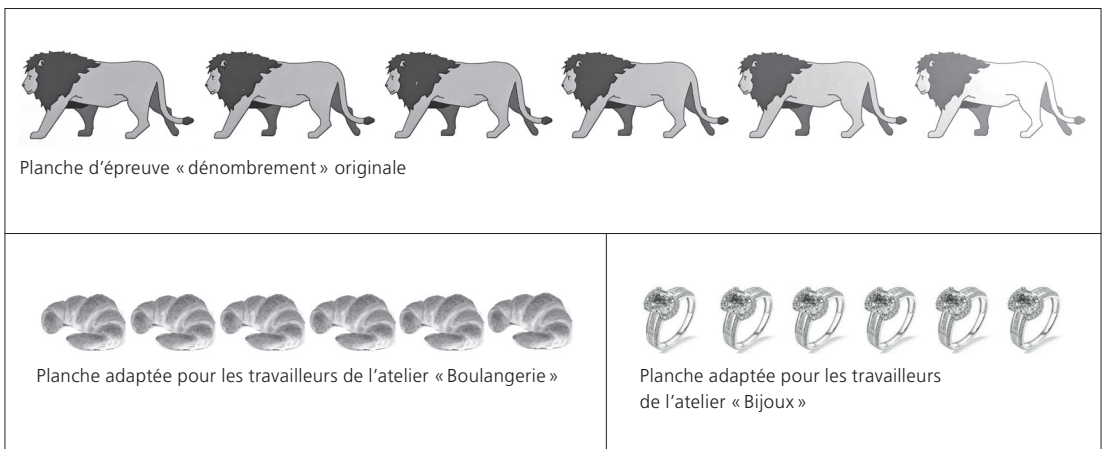 Planche d’épreuve « dénombrement » originale
Planche adaptée pour les travailleurs de l’atelier « Boulangerie »
Planche adaptée pour les travailleurs
de l’atelier « Bijoux »